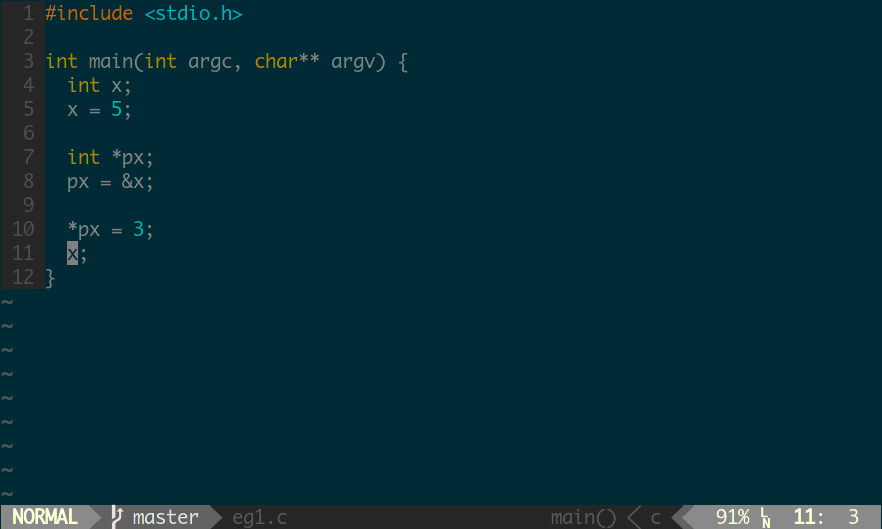 1 #include <stdio.h>
2
3 int main(int argc, char** argv) {
4   int x;
5   x = 5;
6
7   int *px;
8   px = &x;
9
10   *px = 3;
11   x;
12 }
~
~
~
~
~
~
~
~
~
NORMAL master eg1.c main() c 91% LN 11: 3